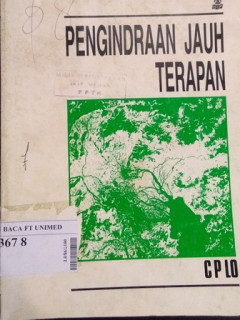 PENGINDRAAN JAUH
TERAPAN
BACA FT UNIMED
367 8
C P LO